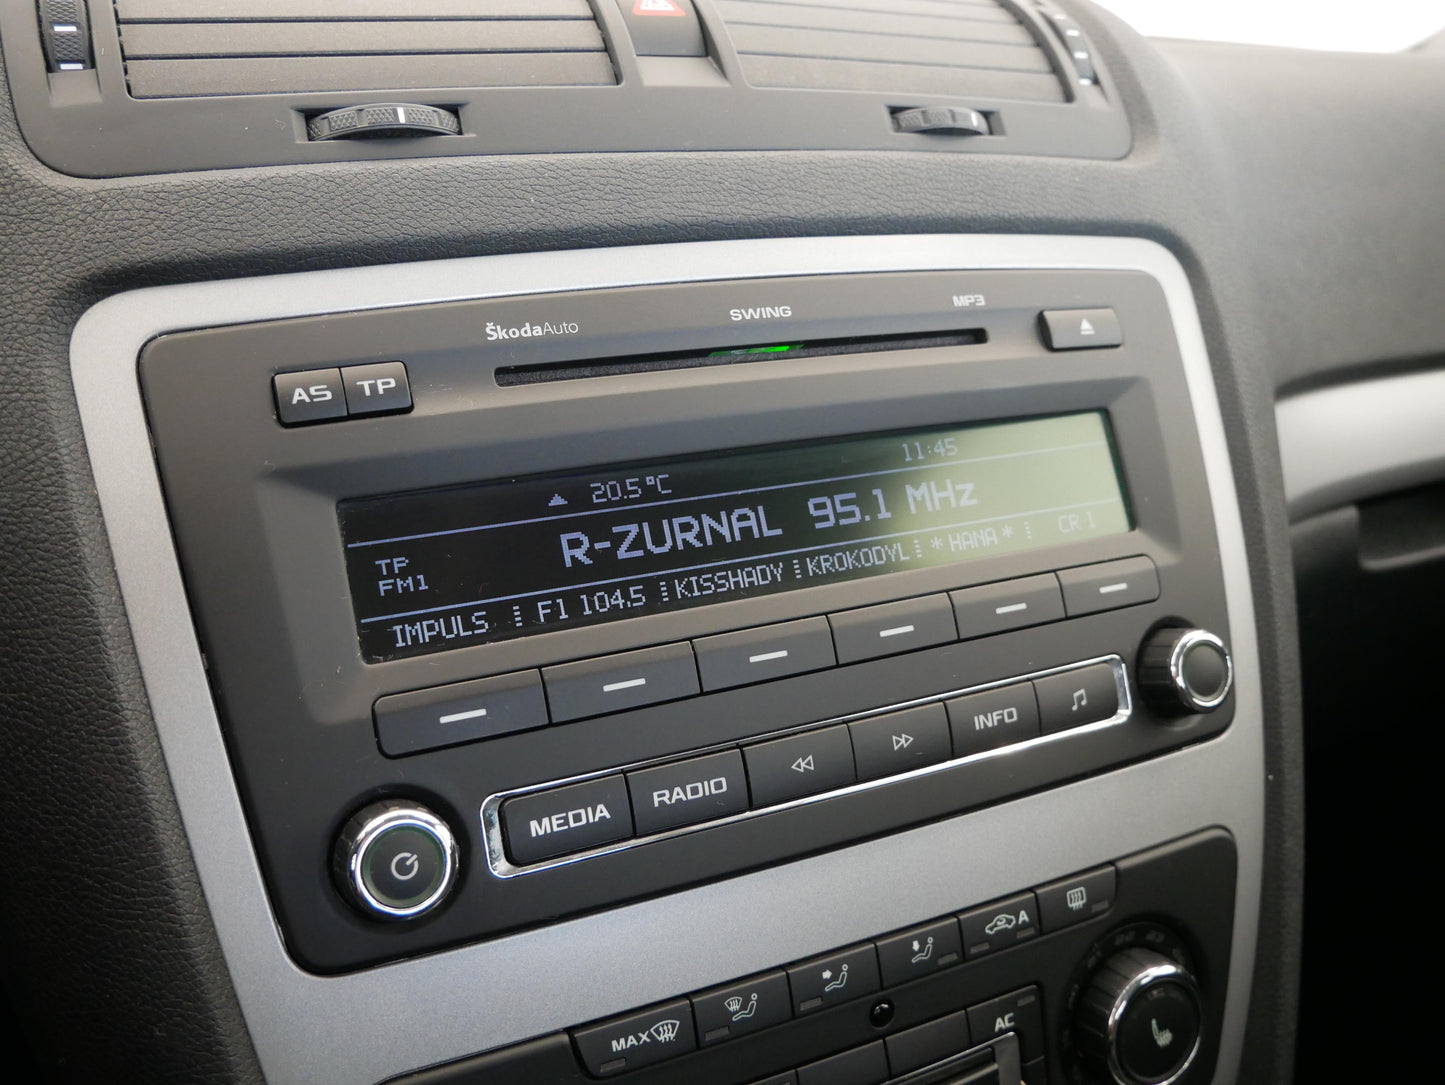 ŠkodaAuto
SWING
MP3
AS TP
20.5°C
11:45
TP
FM1
R-ZURNAL 95.1 MHz
IMPULS F1 104.5 KISSHADY KROKODYL *HANA* CR 1
MEDIA RADIO INFO
MAX
A
AC